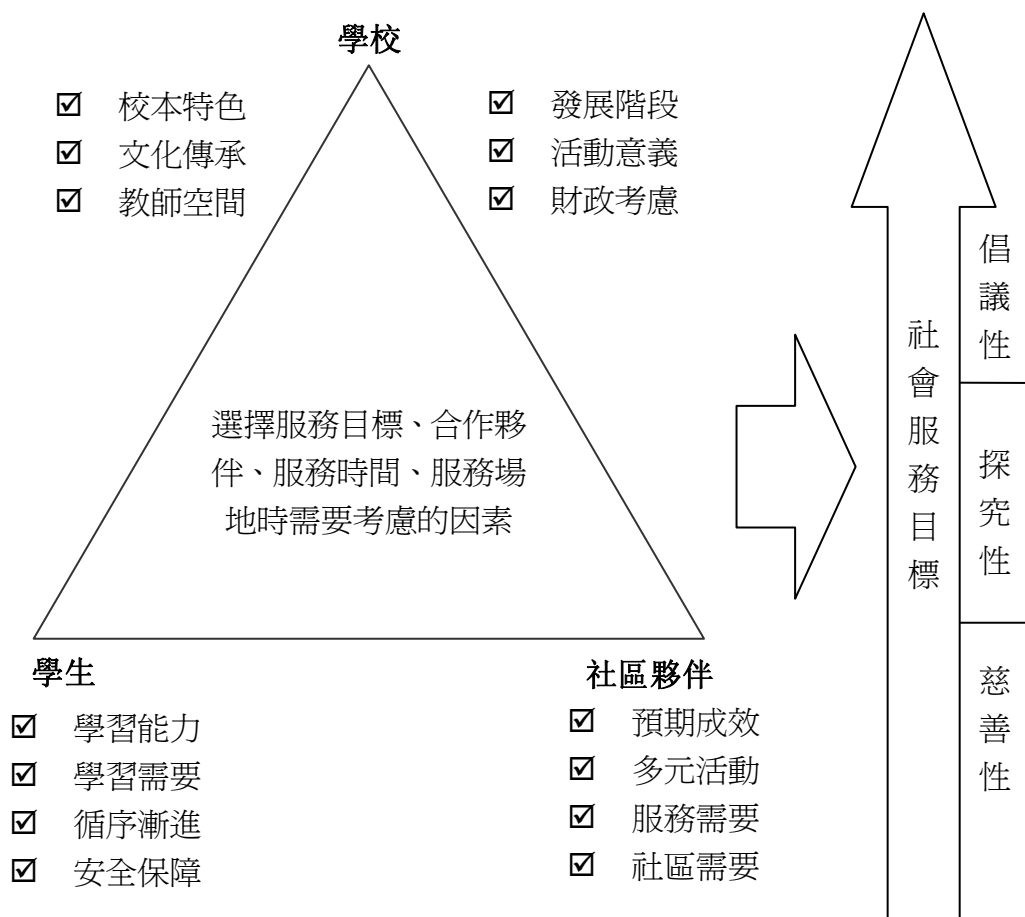 學校
☑ 校本特色
☑ 文化傳承
☑ 教師空間
☑ 發展階段
☑ 活動意義
☑ 財政考慮
選擇服務目標、合作夥
伴、服務時間、服務場
地時需要考慮的因素
學生
☑ 學習能力
☑ 學習需要
☑ 循序漸進
☑ 安全保障
社區夥伴
☑ 預期成效
☑ 多元活動
☑ 服務需要
☑ 社區需要
社會服務目標
倡議性
探究性
慈善性